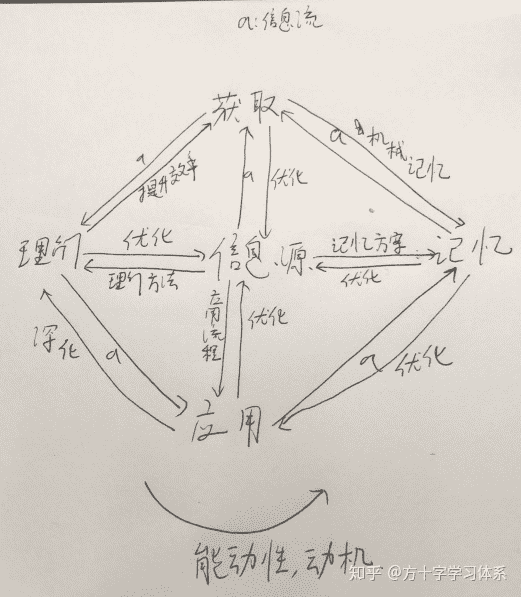 a:信息流
获取
a
提升效率
a
优化
a 机械记忆
理解
优化
理解方法
信息源
记忆方字
优化
记忆
深化
a
应用流程
优化
a
优化
应用
能动性,动机
知乎 @方十字学习体系